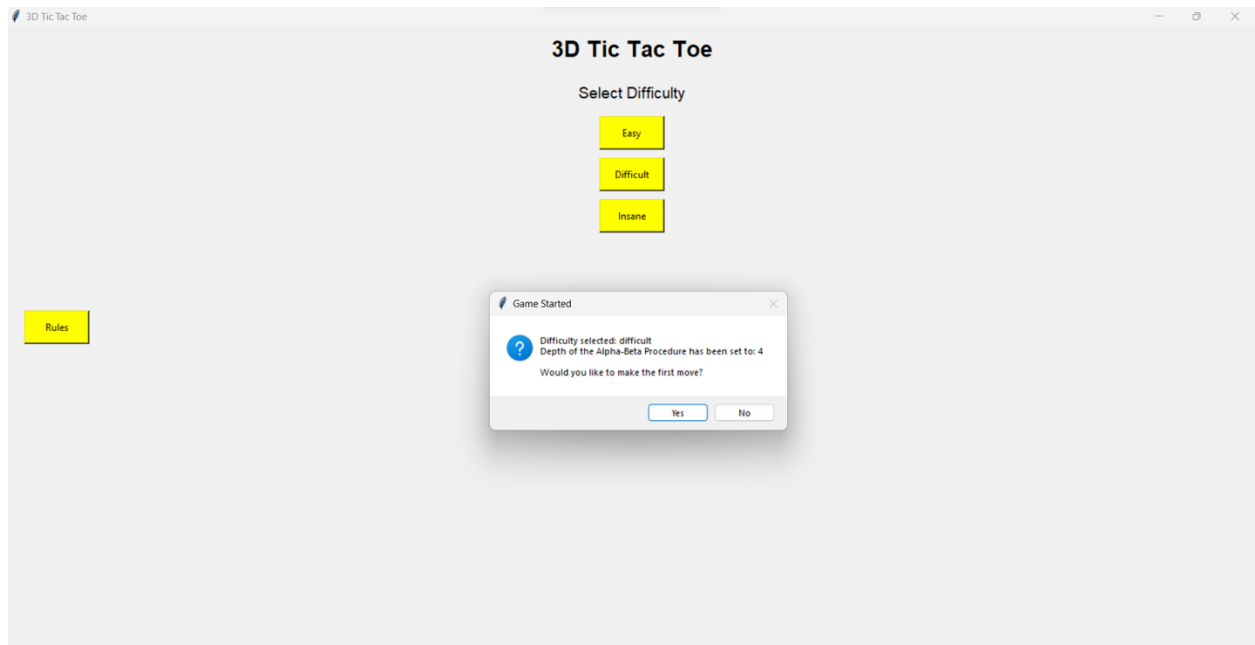 3D Tic Tac Toe
3D Tic Tac Toe
Select Difficulty
Easy
Difficult
Insane
Game Started
Rules
Difficulty selected: difficult
Depth of the Alpha-Beta Procedure has been set to: 4
Would you like to make the first move?
Yes
No